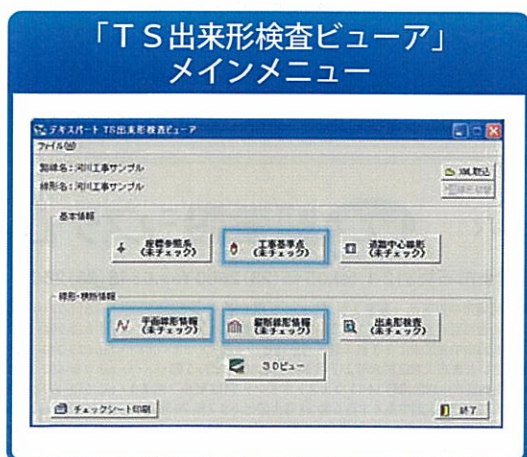 「TS出来形検査ビューア」
メインメニュー
デキスパート TS出来形検査ビューア
ファイル(F)
路線名：河川工事サンプル
線形名：河川工事サンプル
XML取込
基本情報
座標参照系
(未チェック)
工事基準点
(未チェック)
道路中心線形
(未チェック)
線形・横断情報
平面線形情報
(未チェック)
縦断線形情報
(未チェック)
出来形検査
(未チェック)
3Dビュー
チェックシート印刷
終了